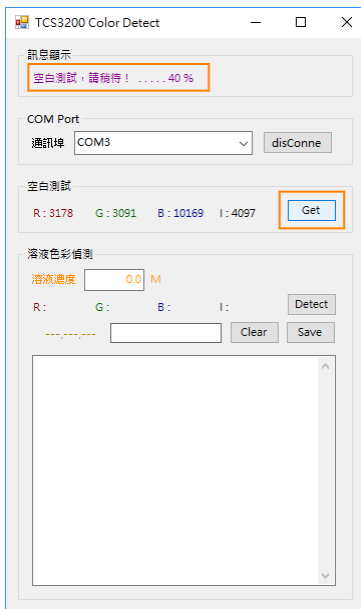 TCS3200 Color Detect
訊息顯示
空白測試，請稍待！ ..... 40 %
COM Port
通訊埠 COM3 disConne
空白測試
R : 3178 G : 3091 B : 10169 I : 4097 Get
溶液色彩偵測
溶液濃度 0.0 M
R : G : B : I : Detect
---,---,--- Clear Save